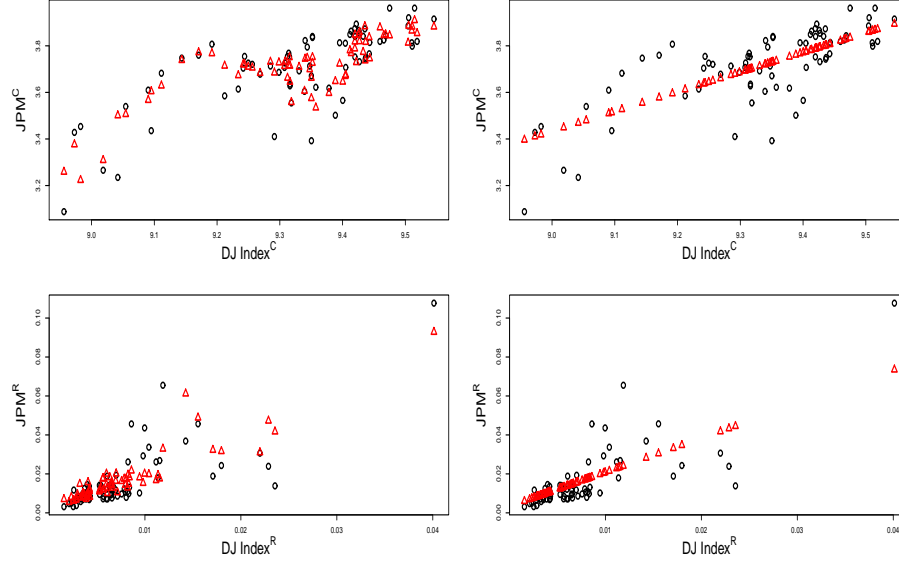 JPM^C
3.2 3.4 3.6 3.8
9.0 9.1 9.2 9.3 9.4 9.5
DJ Index^C
JPM^C
3.2 3.4 3.6 3.8
9.0 9.1 9.2 9.3 9.4 9.5
DJ Index^C
JPM^R
0.00 0.02 0.04 0.06 0.08 0.10
0.01 0.02 0.03 0.04
DJ Index^R
JPM^R
0.00 0.02 0.04 0.06 0.08 0.10
0.01 0.02 0.03 0.04
DJ Index^R